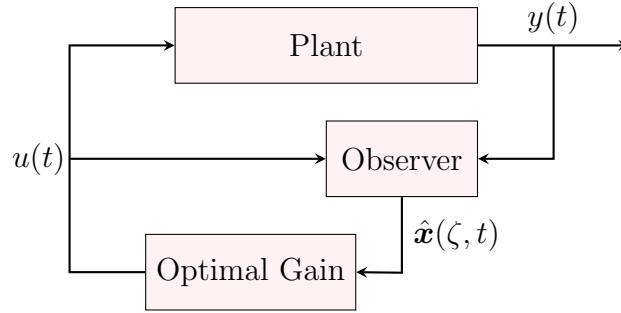 y(t)
Plant
u(t)
Observer
x̂(ζ, t)
Optimal Gain